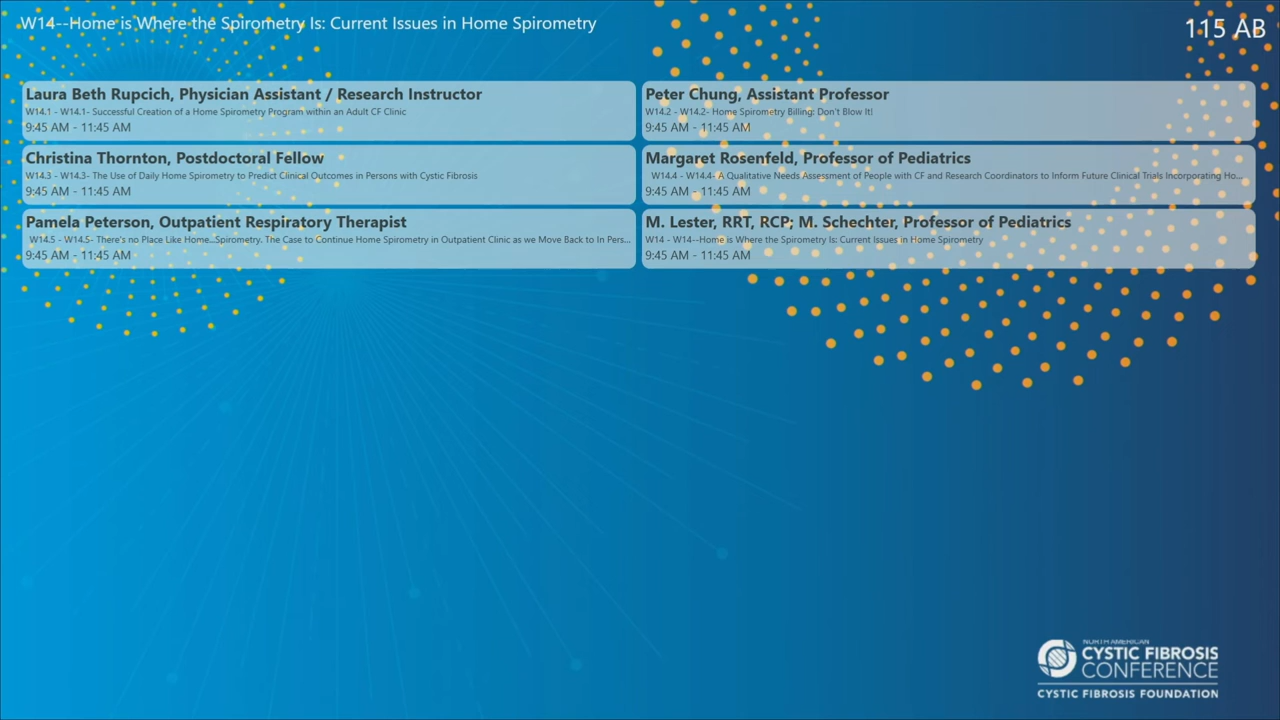 W14--Home is Where the Spirometry Is: Current Issues in Home Spirometry
115 AB
Laura Beth Rupcich, Physician Assistant / Research Instructor
W14.1 - W14.1- Successful Creation of a Home Spirometry Program within an Adult CF Clinic
9:45 AM - 11:45 AM
Peter Chung, Assistant Professor
W14.2 - W14.2- Home Spirometry Billing: Don't Blow It!
9:45 AM - 11:45 AM
Christina Thornton, Postdoctoral Fellow
W14.3 - W14.3- The Use of Daily Home Spirometry to Predict Clinical Outcomes in Persons with Cystic Fibrosis
9:45 AM - 11:45 AM
Margaret Rosenfeld, Professor of Pediatrics
W14.4 - W14.4- A Qualitative Needs Assessment of People with CF and Research Coordinators to Inform Future Clinical Trials Incorporating Ho...
9:45 AM - 11:45 AM
Pamela Peterson, Outpatient Respiratory Therapist
W14.5 - W14.5- There's no Place Like Home...Spirometry. The Case to Continue Home Spirometry in Outpatient Clinic as we Move Back to In Pers...
9:45 AM - 11:45 AM
M. Lester, RRT, RCP; M. Schechter, Professor of Pediatrics
W14 - W14--Home is Where the Spirometry Is: Current Issues in Home Spirometry
9:45 AM - 11:45 AM
NORTH AMERICAN
CYSTIC FIBROSIS
CONFERENCE
CYSTIC FIBROSIS FOUNDATION